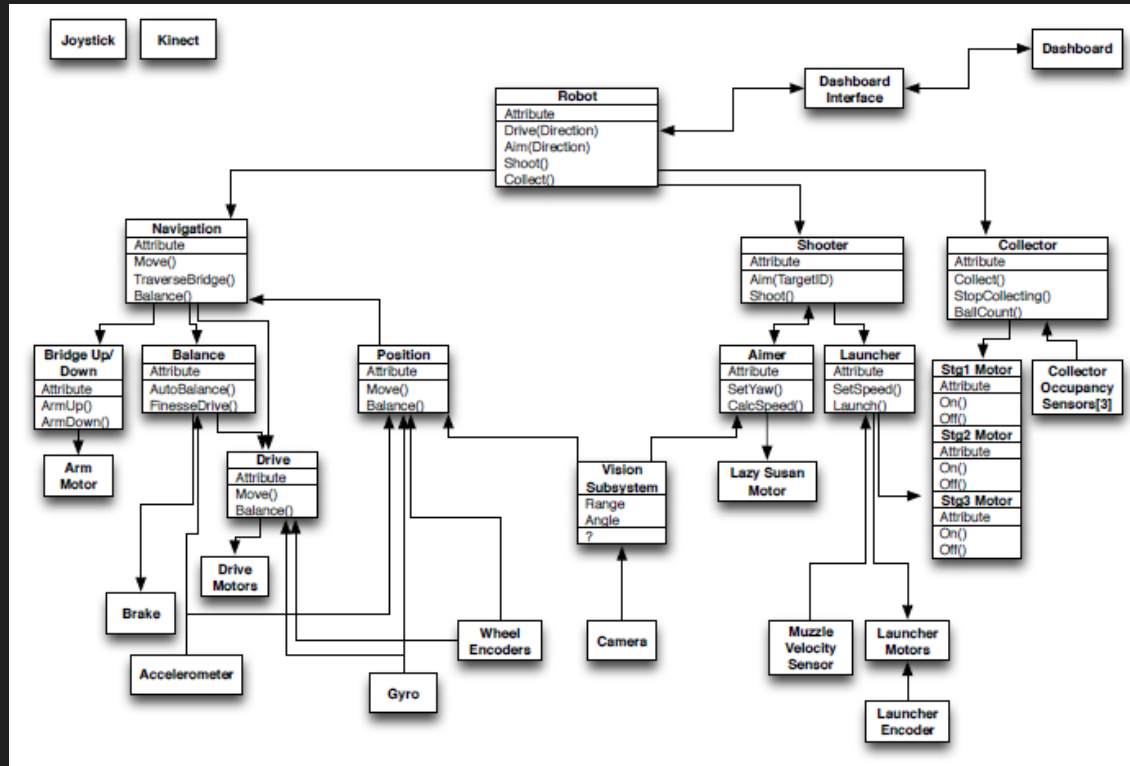 Joystick
Kinect
Dashboard
Dashboard
Interface
Robot
Attribute
Drive(Direction)
Aim(Direction)
Shoot()
Collect()
Navigation
Attribute
Move()
TraverseBridge()
Balance()
Shooter
Attribute
Aim(TargetID)
Shoot()
Collector
Attribute
Collect()
StopCollecting()
BallCount()
Bridge Up/
Down
Attribute
ArmUp()
ArmDown()
Balance
Attribute
AutoBalance()
FinesseDrive()
Position
Attribute
Move()
Balance()
Aimer
Attribute
SetYaw()
CalcSpeed()
Launcher
Attribute
SetSpeed()
Launch()
Stg1 Motor
Attribute
On()
Off()
Stg2 Motor
Attribute
On()
Off()
Stg3 Motor
Attribute
On()
Off()
Collector
Occupancy
Sensors[3]
Arm
Motor
Drive
Attribute
Move()
Balance()
Vision
Subsystem
Range
Angle
?
Lazy Susan
Motor
Drive
Motors
Brake
Accelerometer
Gyro
Wheel
Encoders
Camera
Muzzle
Velocity
Sensor
Launcher
Motors
Launcher
Encoder